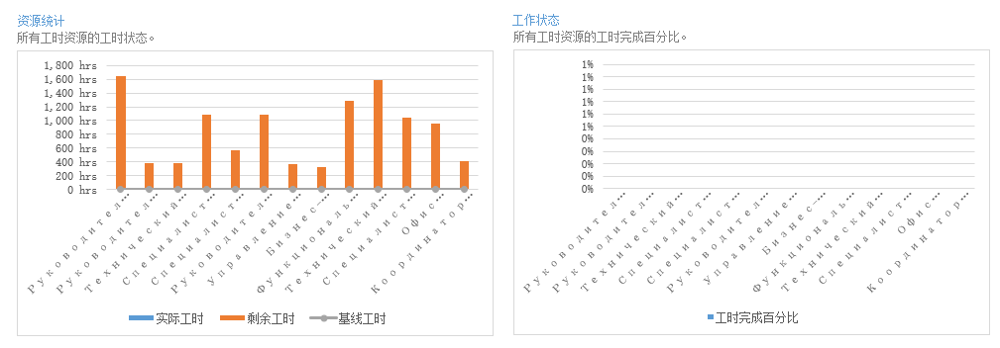 资源统计
所有工时资源的工时状态。
1,800 hrs
1,600 hrs
1,400 hrs
1,200 hrs
1,000 hrs
800 hrs
600 hrs
400 hrs
200 hrs
0 hrs
Руководител…
Руководител…
Технический…
Специалист…
Специалист…
Руководител…
Управление…
Бизнес-…
Функциональ…
Технический…
Специалист…
Офис…
Координатор…
实际工时 剩余工时 基线工时
工作状态
所有工时资源的工时完成百分比。
1%
1%
1%
1%
1%
1%
0%
0%
0%
0%
0%
Руководител…
Руководител…
Технический…
Специалист…
Специалист…
Руководител…
Управление…
Бизнес-…
Функциональ…
Технический…
Специалист…
Офис…
Координатор…
工时完成百分比